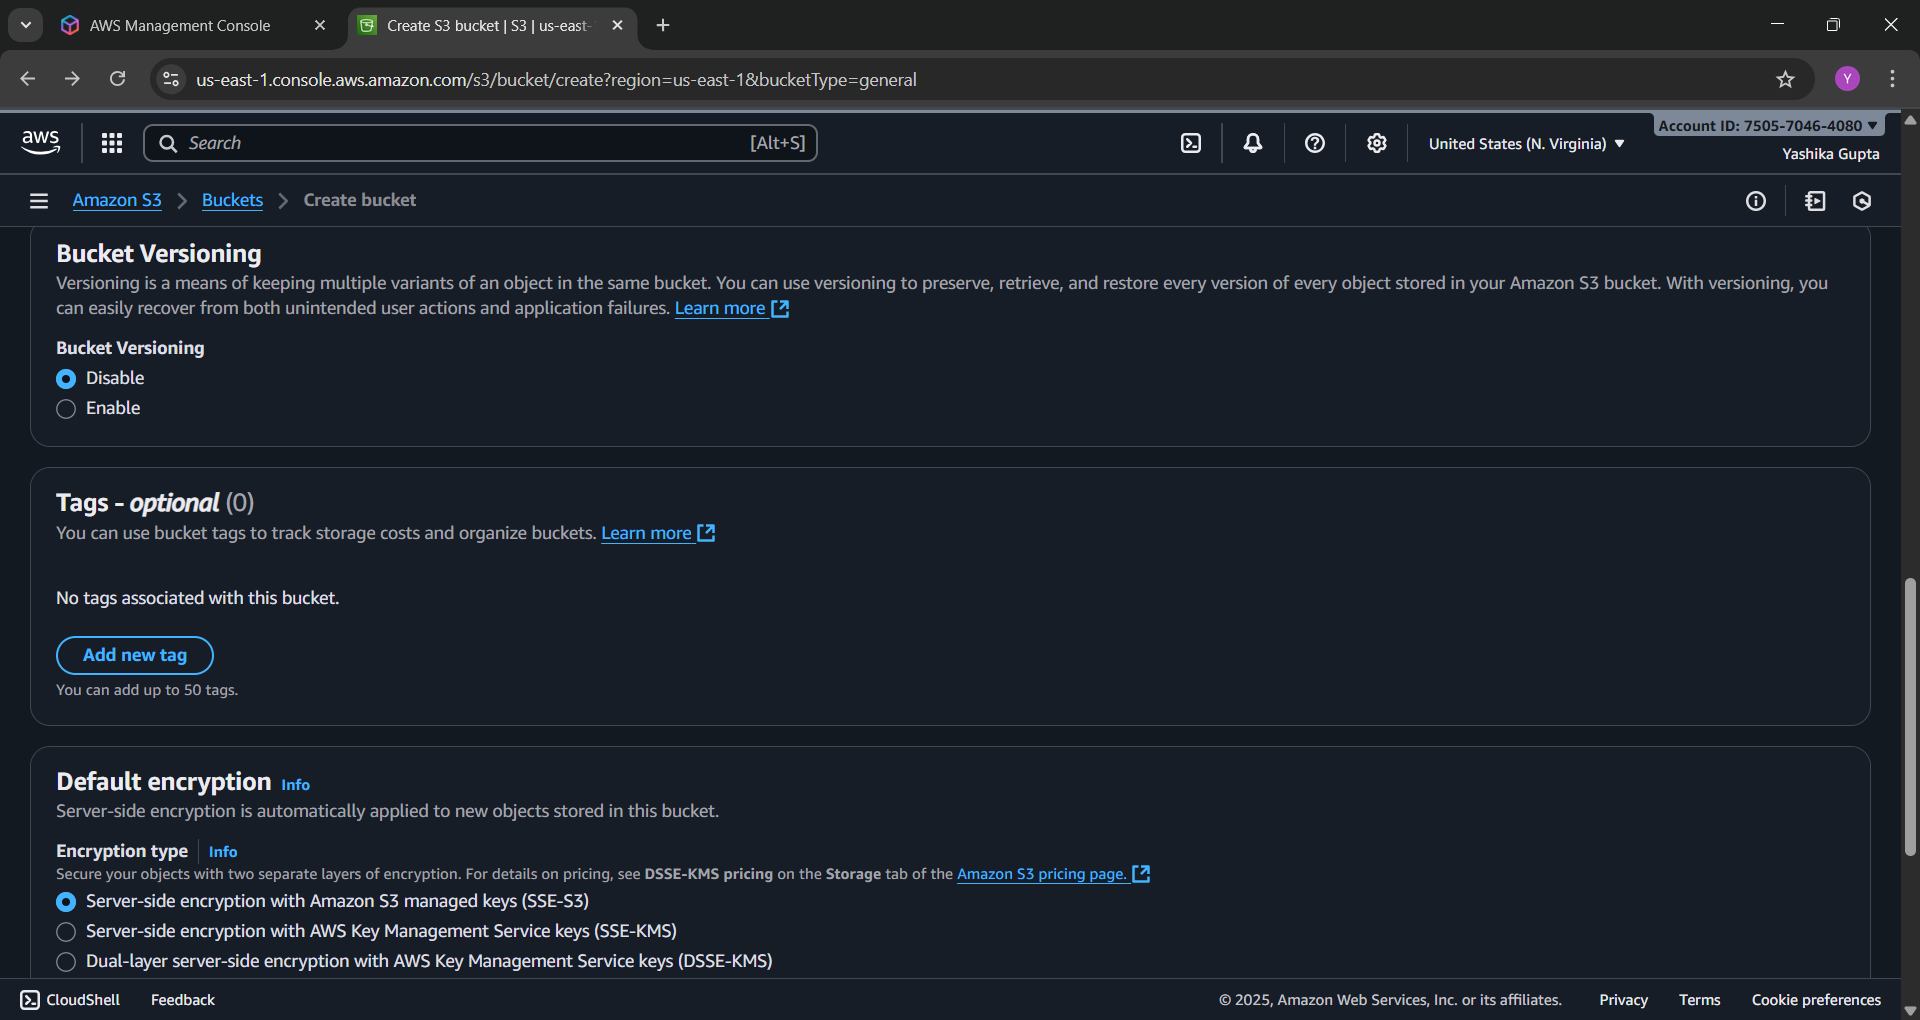 AWS Management Console
Create S3 bucket | S3 | us-east-
us-east-1.console.aws.amazon.com/s3/bucket/create?region=us-east-1&bucketType=general
Y
aws
Search
[Alt+S]
United States (N. Virginia)
Account ID: 7505-7046-4080
Yashika Gupta
Amazon S3
Buckets
Create bucket
Bucket Versioning
Versioning is a means of keeping multiple variants of an object in the same bucket. You can use versioning to preserve, retrieve, and restore every version of every object stored in your Amazon S3 bucket. With versioning, you
can easily recover from both unintended user actions and application failures. Learn more
Bucket Versioning
Disable
Enable
Tags - optional (0)
You can use bucket tags to track storage costs and organize buckets. Learn more
No tags associated with this bucket.
Add new tag
You can add up to 50 tags.
Default encryption Info
Server-side encryption is automatically applied to new objects stored in this bucket.
Encryption type Info
Secure your objects with two separate layers of encryption. For details on pricing, see DSSE-KMS pricing on the Storage tab of the Amazon S3 pricing page.
Server-side encryption with Amazon S3 managed keys (SSE-S3)
Server-side encryption with AWS Key Management Service keys (SSE-KMS)
Dual-layer server-side encryption with AWS Key Management Service keys (DSSE-KMS)
CloudShell
Feedback
© 2025, Amazon Web Services, Inc. or its affiliates.
Privacy
Terms
Cookie preferences